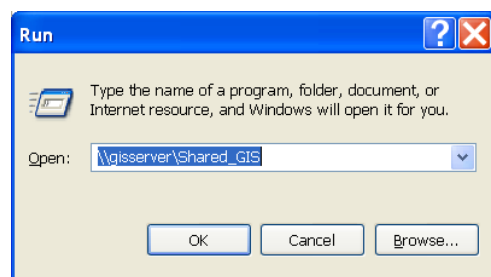 Run
Type the name of a program, folder, document, or
Internet resource, and Windows will open it for you.
Open: \\gisserver\Shared_GIS
OK Cancel Browse...